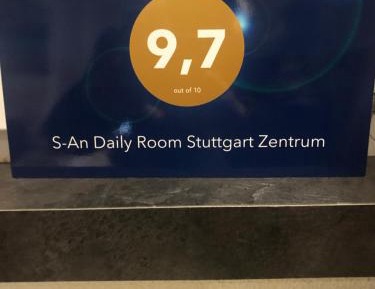 9,7
out of 10
S-An Daily Room Stuttgart Zentrum